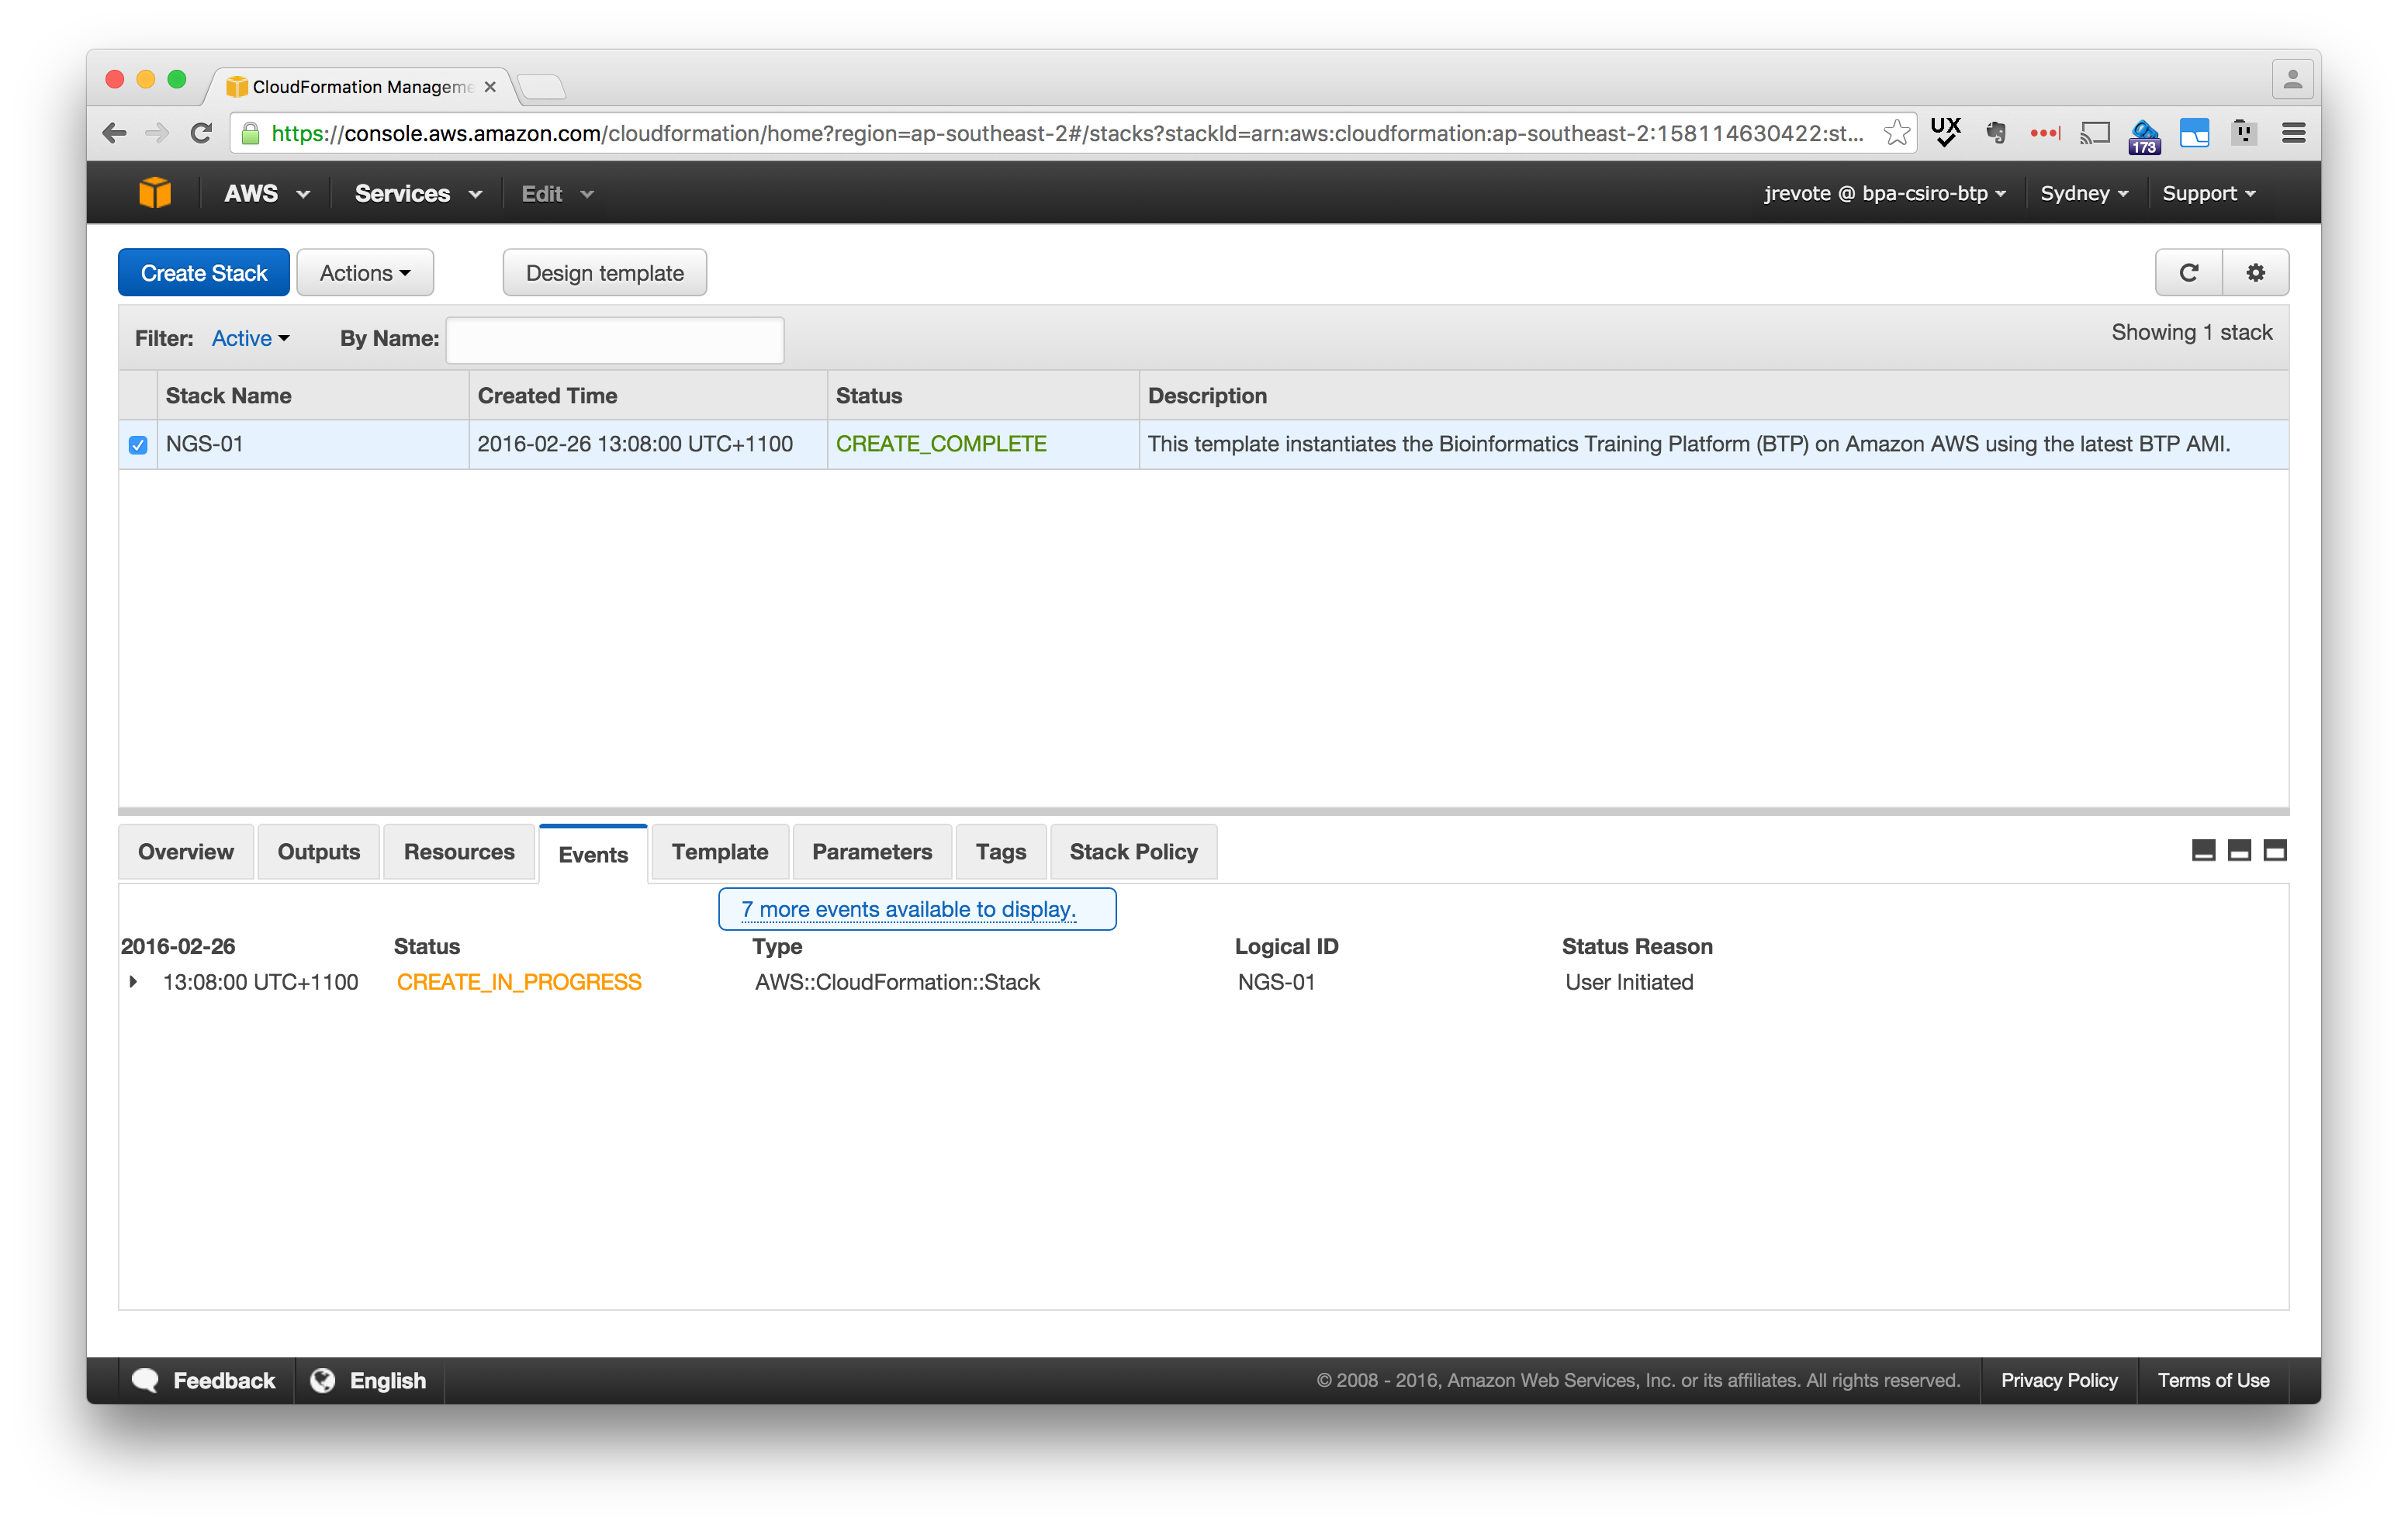 CloudFormation Manageme
https://console.aws.amazon.com/cloudformation/home?region=ap-southeast-2#/stacks?stackId=arn:aws:cloudformation:ap-southeast-2:158114630422:st...
UX
173
AWS Services Edit jrevote @ bpa-csiro-btp Sydney Support
Create Stack Actions Design template
Filter: Active By Name: Showing 1 stack
Stack Name Created Time Status Description
NGS-01 2016-02-26 13:08:00 UTC+1100 CREATE_COMPLETE This template instantiates the Bioinformatics Training Platform (BTP) on Amazon AWS using the latest BTP AMI.
Overview Outputs Resources Events Template Parameters Tags Stack Policy
7 more events available to display.
2016-02-26 Status Type Logical ID Status Reason
13:08:00 UTC+1100 CREATE_IN_PROGRESS AWS::CloudFormation::Stack NGS-01 User Initiated
Feedback English © 2008 - 2016, Amazon Web Services, Inc. or its affiliates. All rights reserved. Privacy Policy Terms of Use